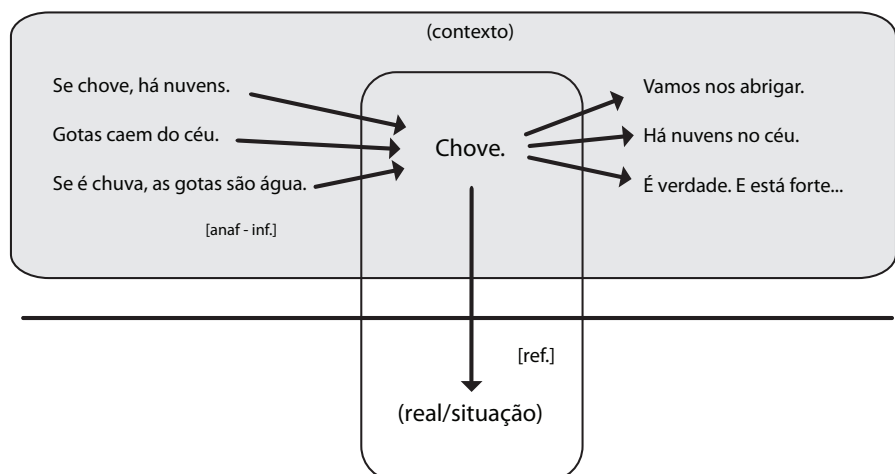 (contexto)
Se chove, há nuvens.
Gotas caem do céu.
Se é chuva, as gotas são água.
[anaf - inf.]
Chove.
Vamos nos abrigar.
Há nuvens no céu.
É verdade. E está forte...
[ref.]
(real/situação)